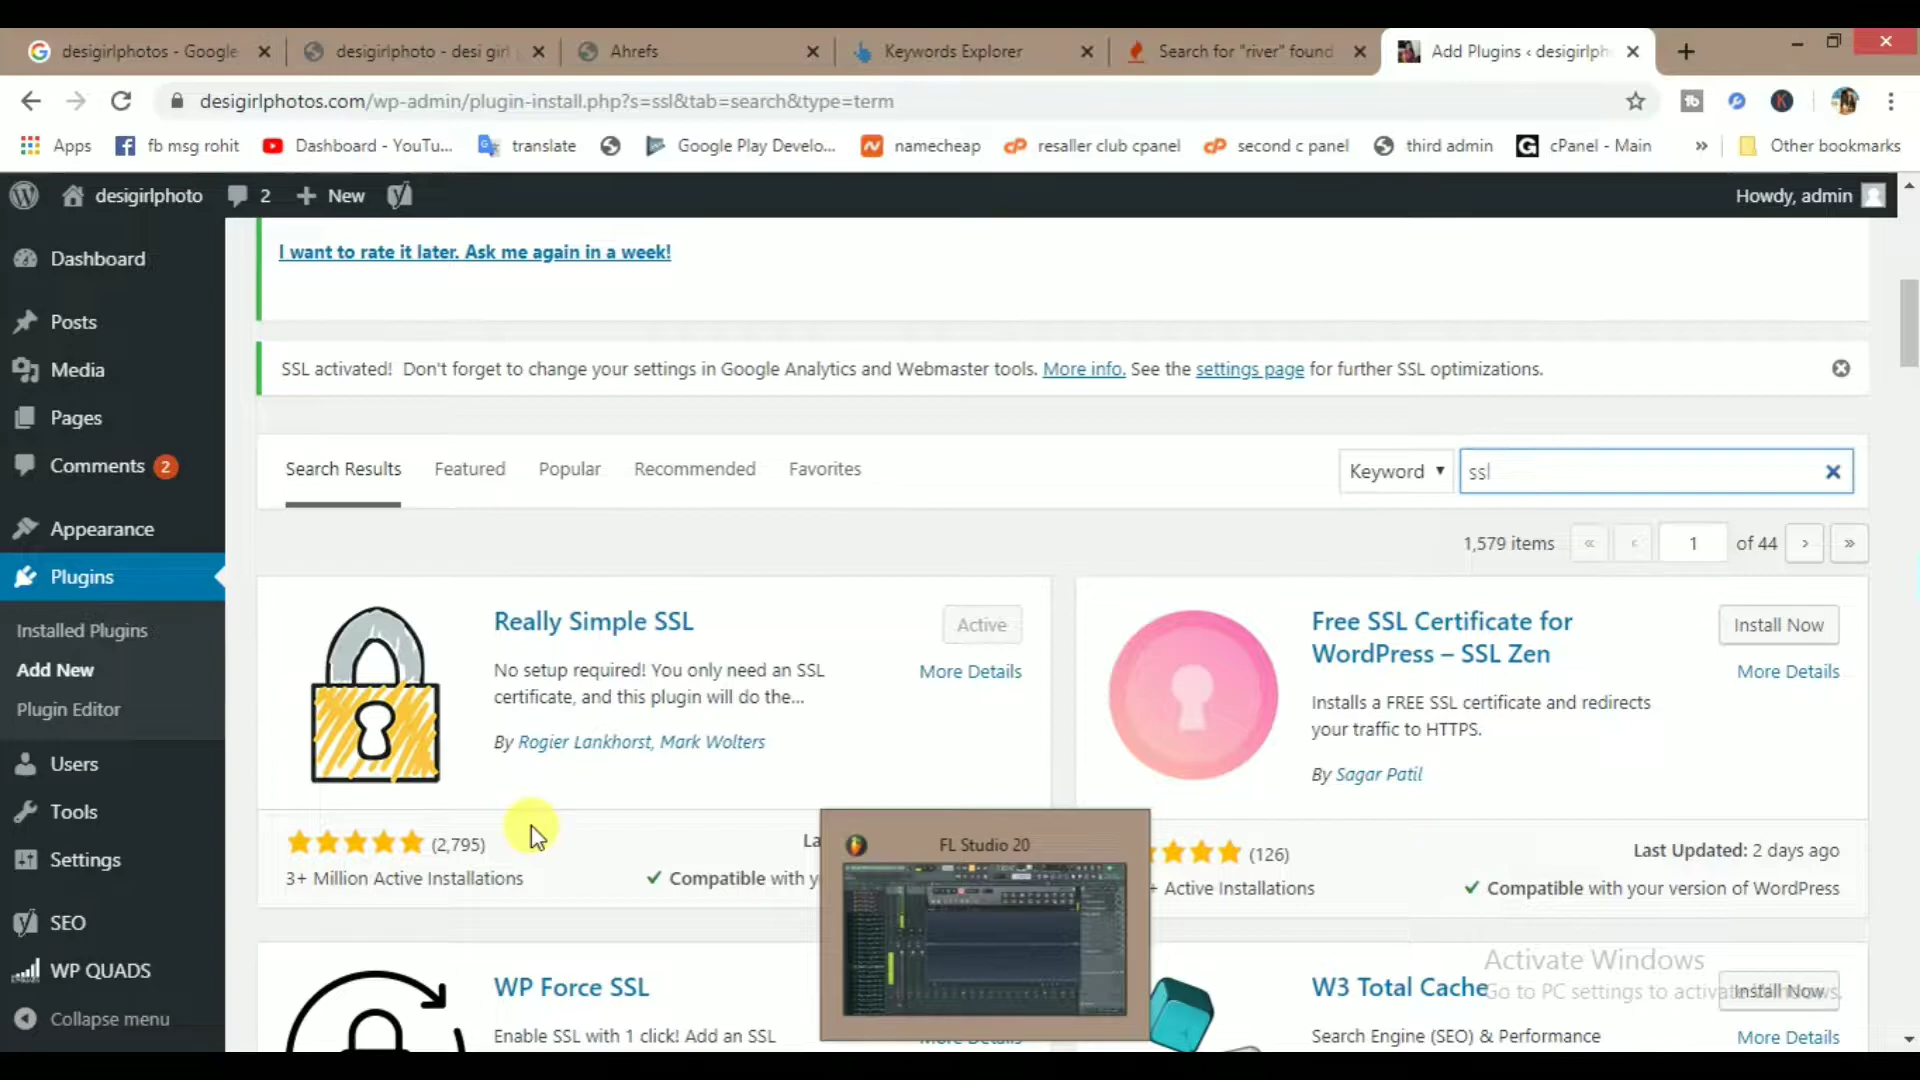 desigirlphotos - Google
desigirlphoto - desi girl
Ahrefs
Keywords Explorer
Search for "river" found
Add Plugins ‹ desigirlph
desigirlphotos.com/wp-admin/plugin-install.php?s=ssl&tab=search&type=term
Apps
fb msg rohit
Dashboard - YouTu...
translate
Google Play Develo...
namecheap
resaller club cpanel
second c panel
third admin
cPanel - Main
»
Other bookmarks
desigirlphoto
2
New
Howdy, admin
Dashboard
Posts
Media
Pages
Comments 2
Appearance
Plugins
Installed Plugins
Add New
Plugin Editor
Users
Tools
Settings
SEO
WP QUADS
Collapse menu
I want to rate it later. Ask me again in a week!
SSL activated! Don't forget to change your settings in Google Analytics and Webmaster tools. More info. See the settings page for further SSL optimizations.
Search Results
Featured
Popular
Recommended
Favorites
Keyword
ssl
1,579 items « ‹ 1 of 44 › »
Really Simple SSL
Active
More Details
No setup required! You only need an SSL
certificate, and this plugin will do the...
By Rogier Lankhorst, Mark Wolters
(2,795)
La
3+ Million Active Installations
Compatible with y
Free SSL Certificate for
WordPress – SSL Zen
Install Now
More Details
Installs a FREE SSL certificate and redirects
your traffic to HTTPS.
By Sagar Patil
(126)
Last Updated: 2 days ago
+ Active Installations
Compatible with your version of WordPress
FL Studio 20
WP Force SSL
Enable SSL with 1 click! Add an SSL
More Details
W3 Total Cache
Install Now
Search Engine (SEO) & Performance
More Details
Activate Windows
Go to PC settings to activate Windows.